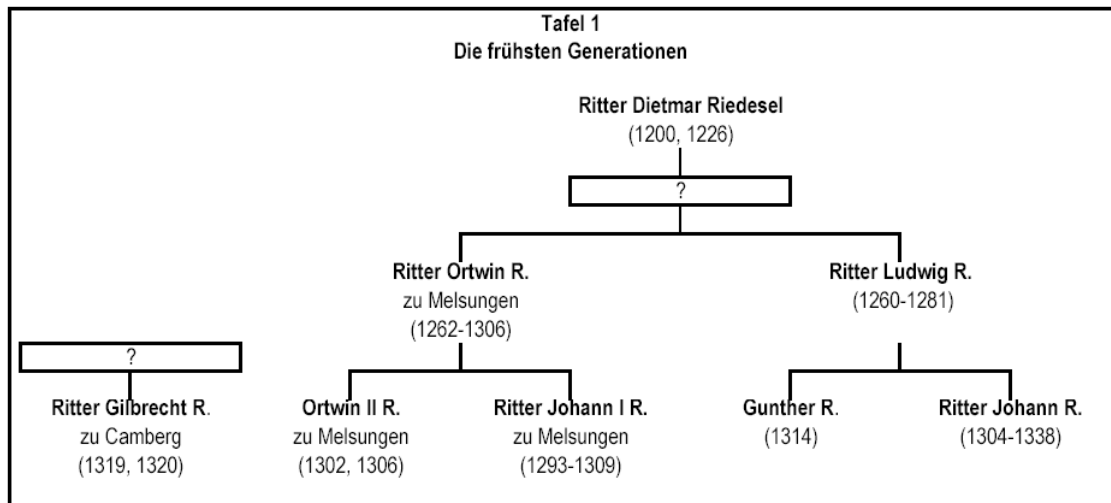 Tafel 1
Die frühsten Generationen
Ritter Dietmar Riedesel
(1200, 1226)
?
Ritter Ortwin R.
zu Melsungen
(1262-1306)
Ritter Ludwig R.
(1260-1281)
?
Ritter Gilbrecht R.
zu Camberg
(1319, 1320)
Ortwin II R.
zu Melsungen
(1302, 1306)
Ritter Johann I R.
zu Melsungen
(1293-1309)
Gunther R.
(1314)
Ritter Johann R.
(1304-1338)